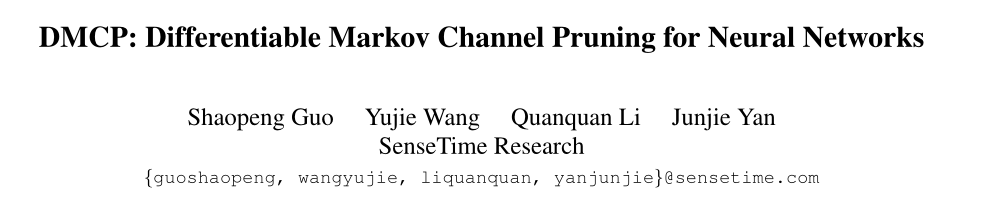 DMCP: Differentiable Markov Channel Pruning for Neural Networks
Shaopeng Guo Yujie Wang Quanquan Li Junjie Yan
SenseTime Research
{guoshaopeng, wangyujie, liquanquan, yanjunjie}@sensetime.com